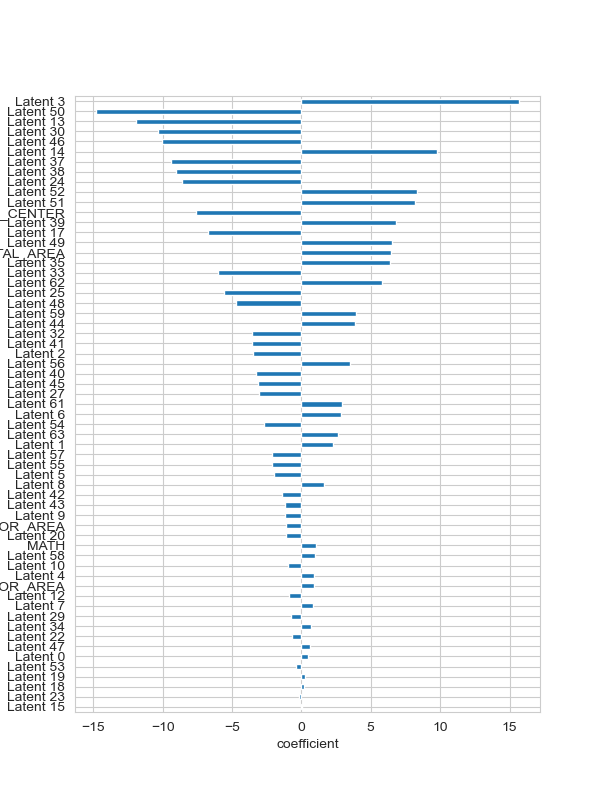 Latent 3
Latent 50
Latent 13
Latent 30
Latent 46
Latent 14
Latent 37
Latent 38
Latent 24
Latent 52
Latent 51
_CENTER
Latent 39
Latent 17
Latent 49
TAL_AREA
Latent 35
Latent 33
Latent 62
Latent 25
Latent 48
Latent 59
Latent 44
Latent 32
Latent 41
Latent 2
Latent 56
Latent 40
Latent 45
Latent 27
Latent 61
Latent 6
Latent 54
Latent 63
Latent 1
Latent 57
Latent 55
Latent 5
Latent 8
Latent 42
Latent 43
Latent 9
OR_AREA
Latent 20
MATH
Latent 58
Latent 10
Latent 4
OR_AREA
Latent 12
Latent 7
Latent 29
Latent 34
Latent 22
Latent 47
Latent 0
Latent 53
Latent 19
Latent 18
Latent 23
Latent 15
−15 −10 −5 0 5 10 15
coefficient